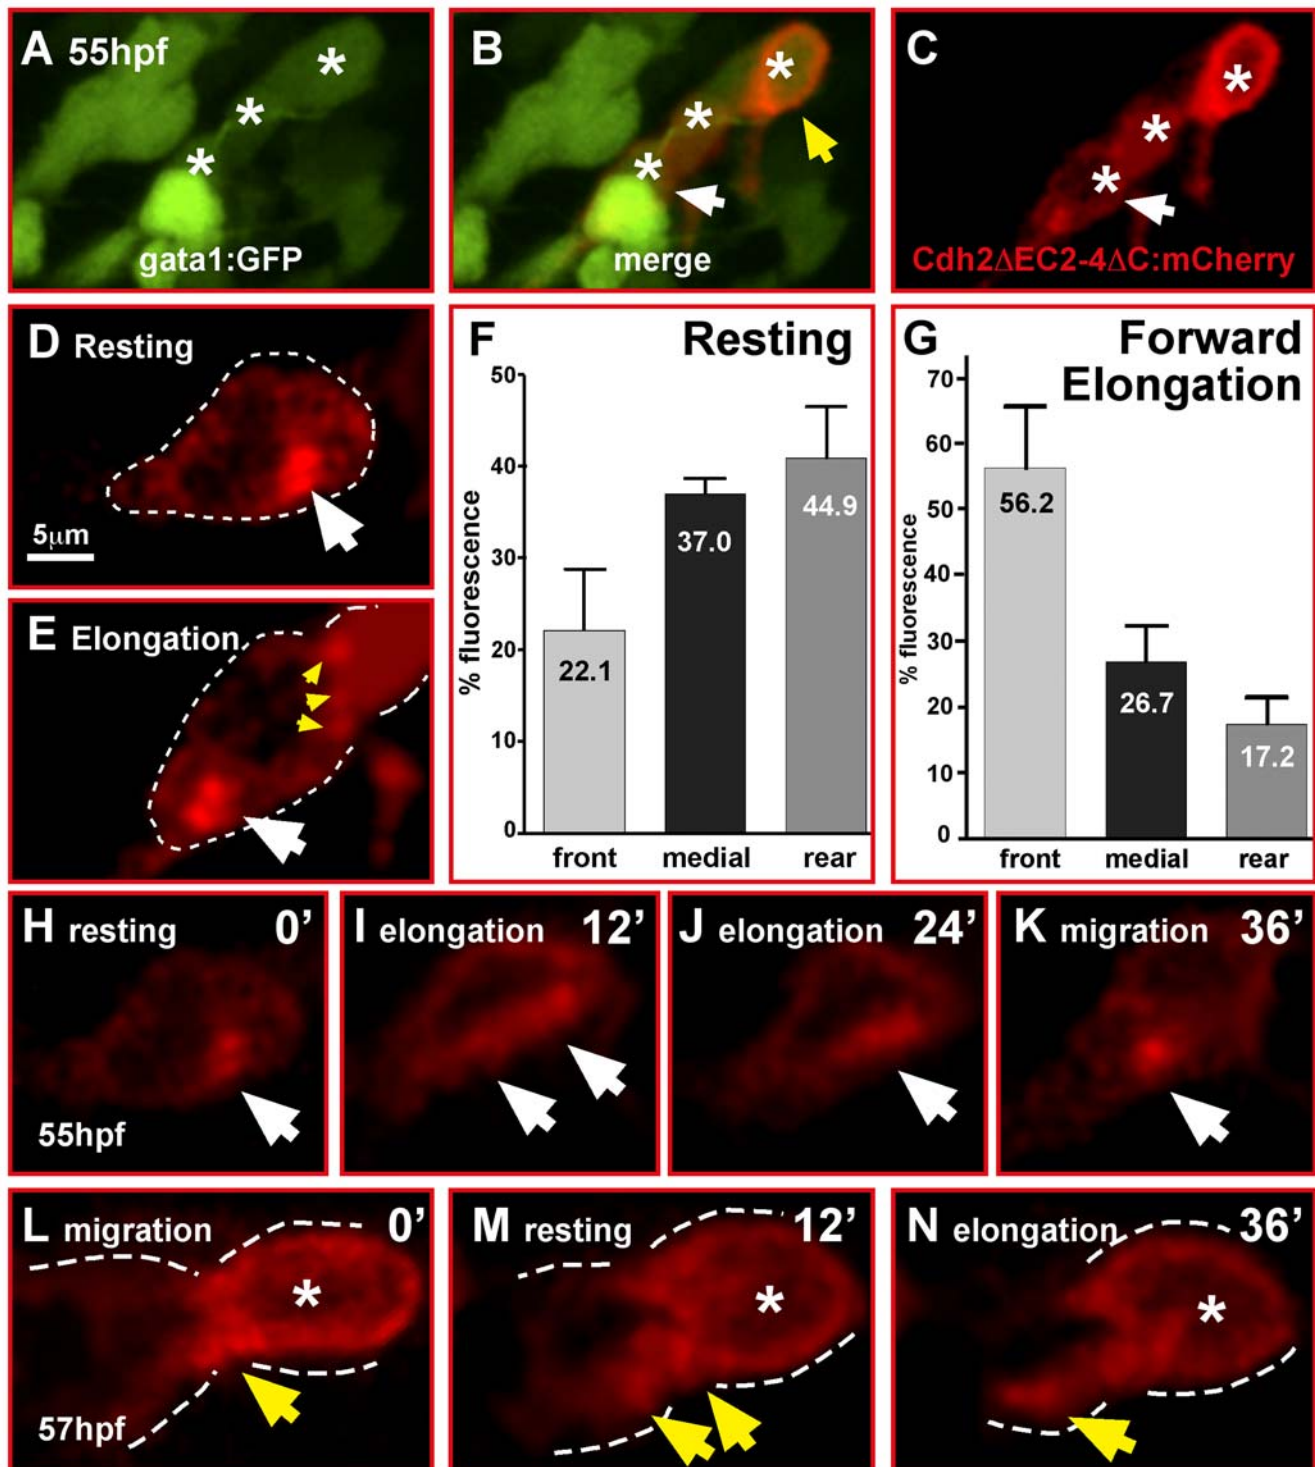 A 55hpf
gata1:GFP
B
merge
C
Cdh2ΔEC2-4ΔC:mCherry
D Resting
5µm
E Elongation
F Resting
% fluorescence
50
40
30
20
10
0
22.1
37.0
44.9
front medial rear
G Forward
Elongation
% fluorescence
70
60
50
40
30
20
10
0
56.2
26.7
17.2
front medial rear
H resting 0’
55hpf
I elongation 12’
J elongation 24’
K migration 36’
L migration 0’
57hpf
M resting 12’
N elongation 36’